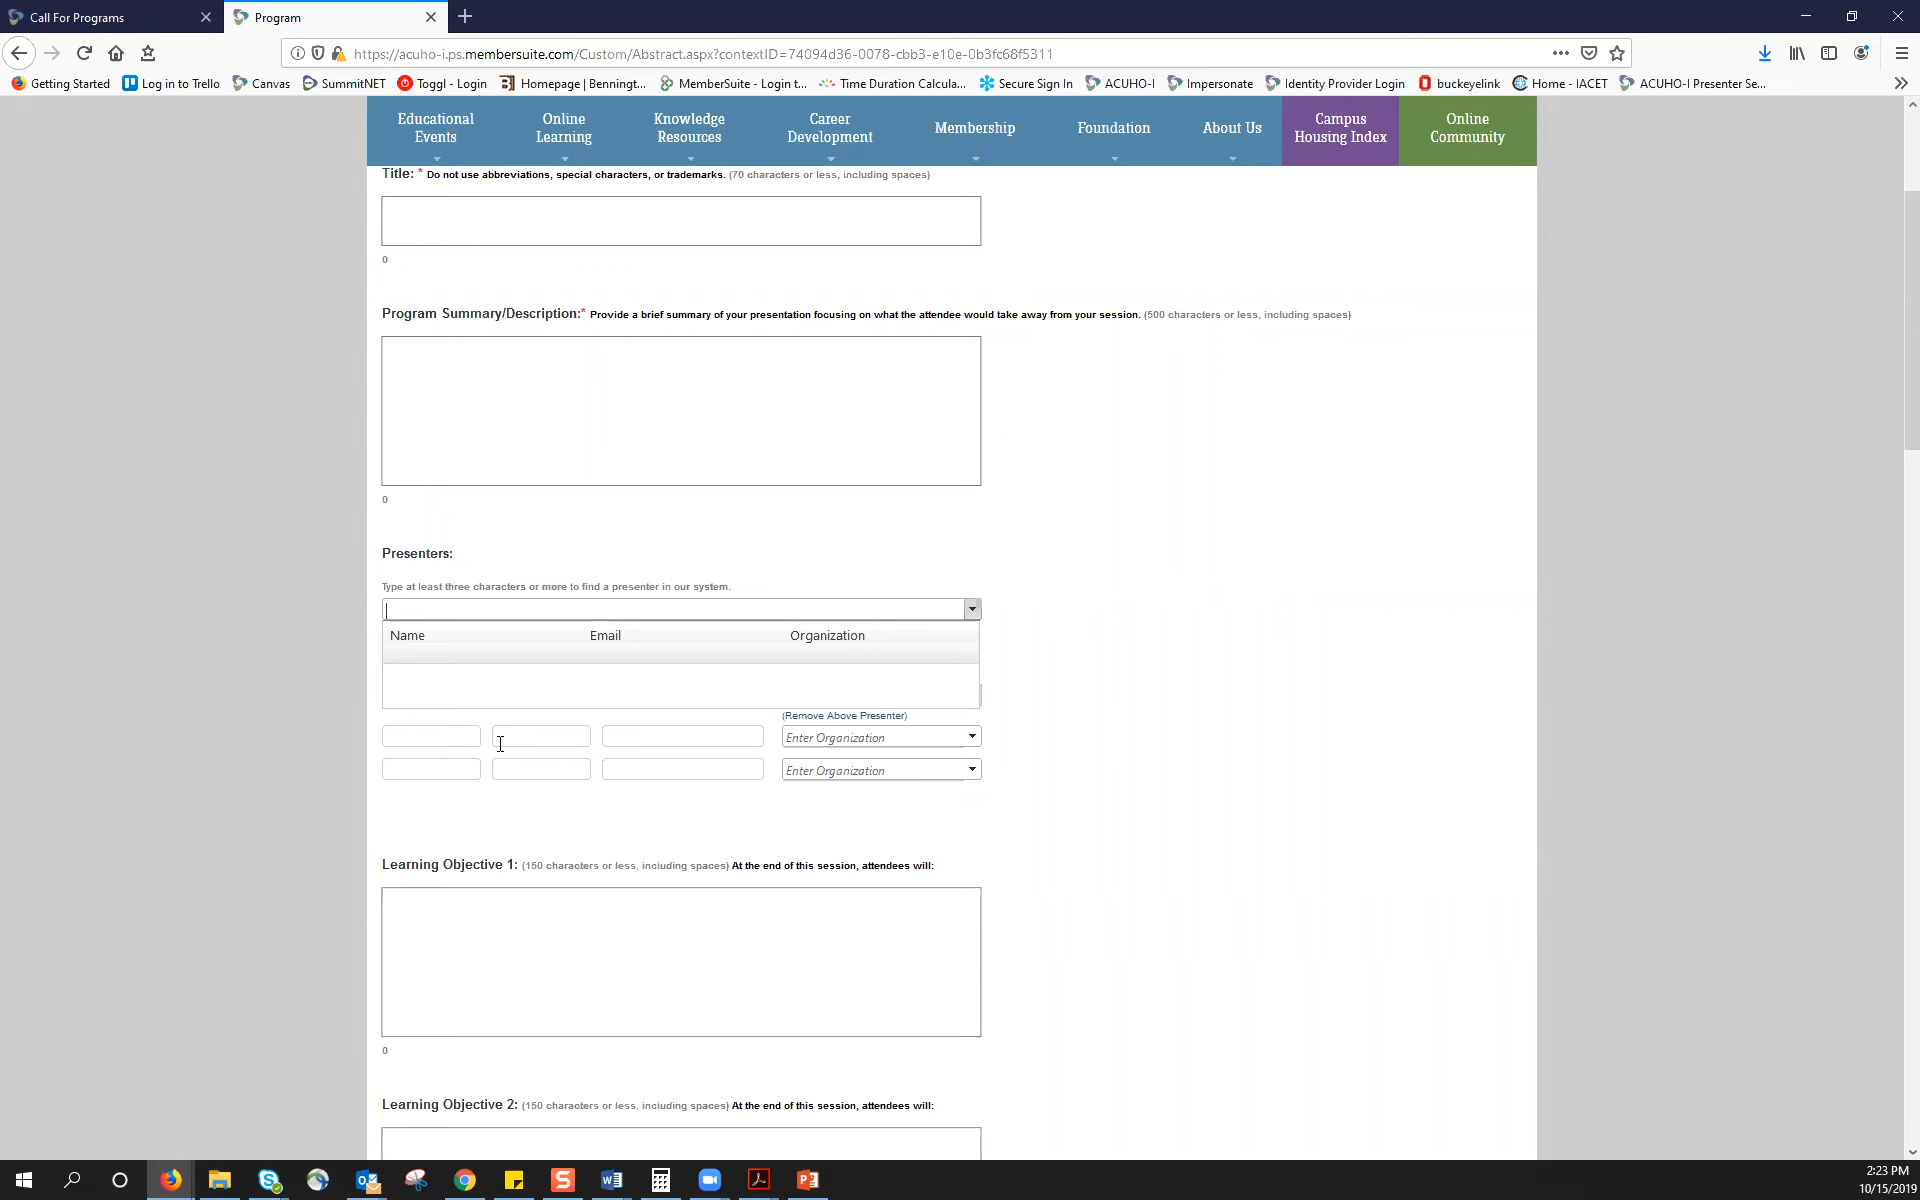 Call For Programs
Program
https://acuho-i.ps.membersuite.com/Custom/Abstract.aspx?contextID=74094d36-0078-cbb3-e10e-0b3fc68f5311
Getting Started Log in to Trello Canvas SummitNET Toggl - Login Homepage | Benningt... MemberSuite - Login t... Time Duration Calcula... Secure Sign In ACUHO-I Impersonate Identity Provider Login buckeyelink Home - IACET ACUHO-I Presenter Se...
Educational Events
Online Learning
Knowledge Resources
Career Development
Membership
Foundation
About Us
Campus Housing Index
Online Community
Title: * Do not use abbreviations, special characters, or trademarks. (70 characters or less, including spaces)
0
Program Summary/Description:* Provide a brief summary of your presentation focusing on what the attendee would take away from your session. (500 characters or less, including spaces)
0
Presenters:
Type at least three characters or more to find a presenter in our system.
Name Email Organization
(Remove Above Presenter)
Enter Organization
Enter Organization
Learning Objective 1: (150 characters or less, including spaces) At the end of this session, attendees will:
0
Learning Objective 2: (150 characters or less, including spaces) At the end of this session, attendees will:
2:23 PM
10/15/2019